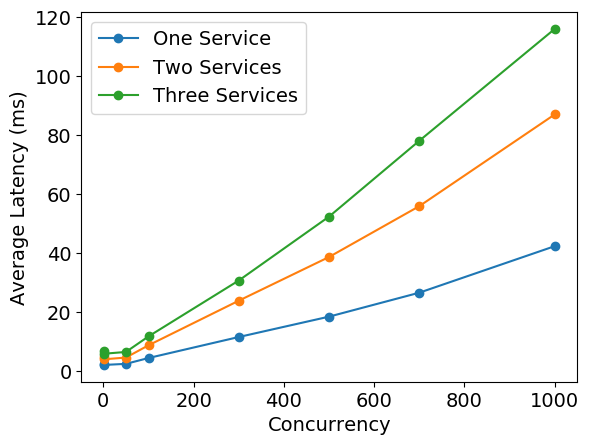 One Service
Two Services
Three Services
120
100
80
60
40
20
0
Average Latency (ms)
0 200 400 600 800 1000
Concurrency